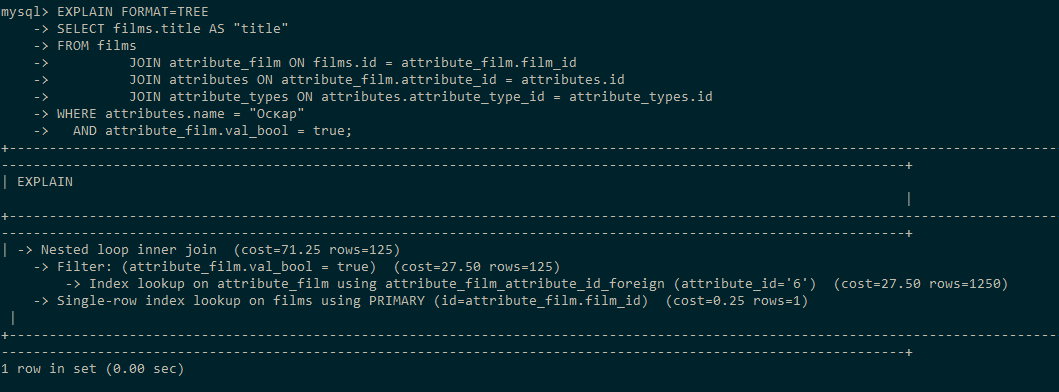 mysql> EXPLAIN FORMAT=TREE
    -> SELECT films.title AS "title"
    -> FROM films
    ->          JOIN attribute_film ON films.id = attribute_film.film_id
    ->          JOIN attributes ON attribute_film.attribute_id = attributes.id
    ->          JOIN attribute_types ON attributes.attribute_type_id = attribute_types.id
    -> WHERE attributes.name = "Оскар"
    ->   AND attribute_film.val_bool = true;
| EXPLAIN
|
| -> Nested loop inner join  (cost=71.25 rows=125)
    -> Filter: (attribute_film.val_bool = true)  (cost=27.50 rows=125)
        -> Index lookup on attribute_film using attribute_film_attribute_id_foreign (attribute_id='6')  (cost=27.50 rows=1250)
    -> Single-row index lookup on films using PRIMARY (id=attribute_film.film_id)  (cost=0.25 rows=1)
|
1 row in set (0.00 sec)